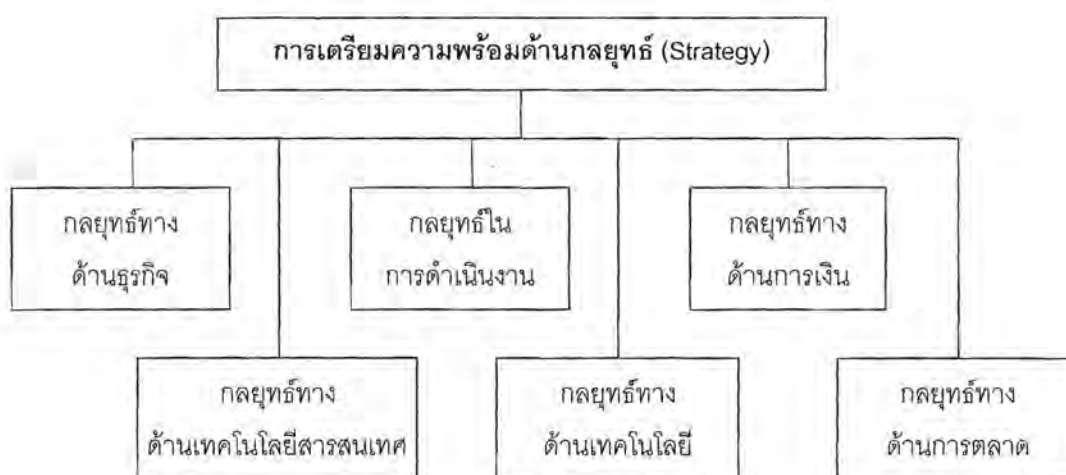 การเตรียมความพร้อมด้านกลยุทธ์ (Strategy)
กลยุทธ์ทาง
ด้านธุรกิจ
กลยุทธ์ใน
การดำเนินงาน
กลยุทธ์ทาง
ด้านการเงิน
กลยุทธ์ทาง
ด้านเทคโนโลยีสารสนเทศ
กลยุทธ์ทาง
ด้านเทคโนโลยี
กลยุทธ์ทาง
ด้านการตลาด